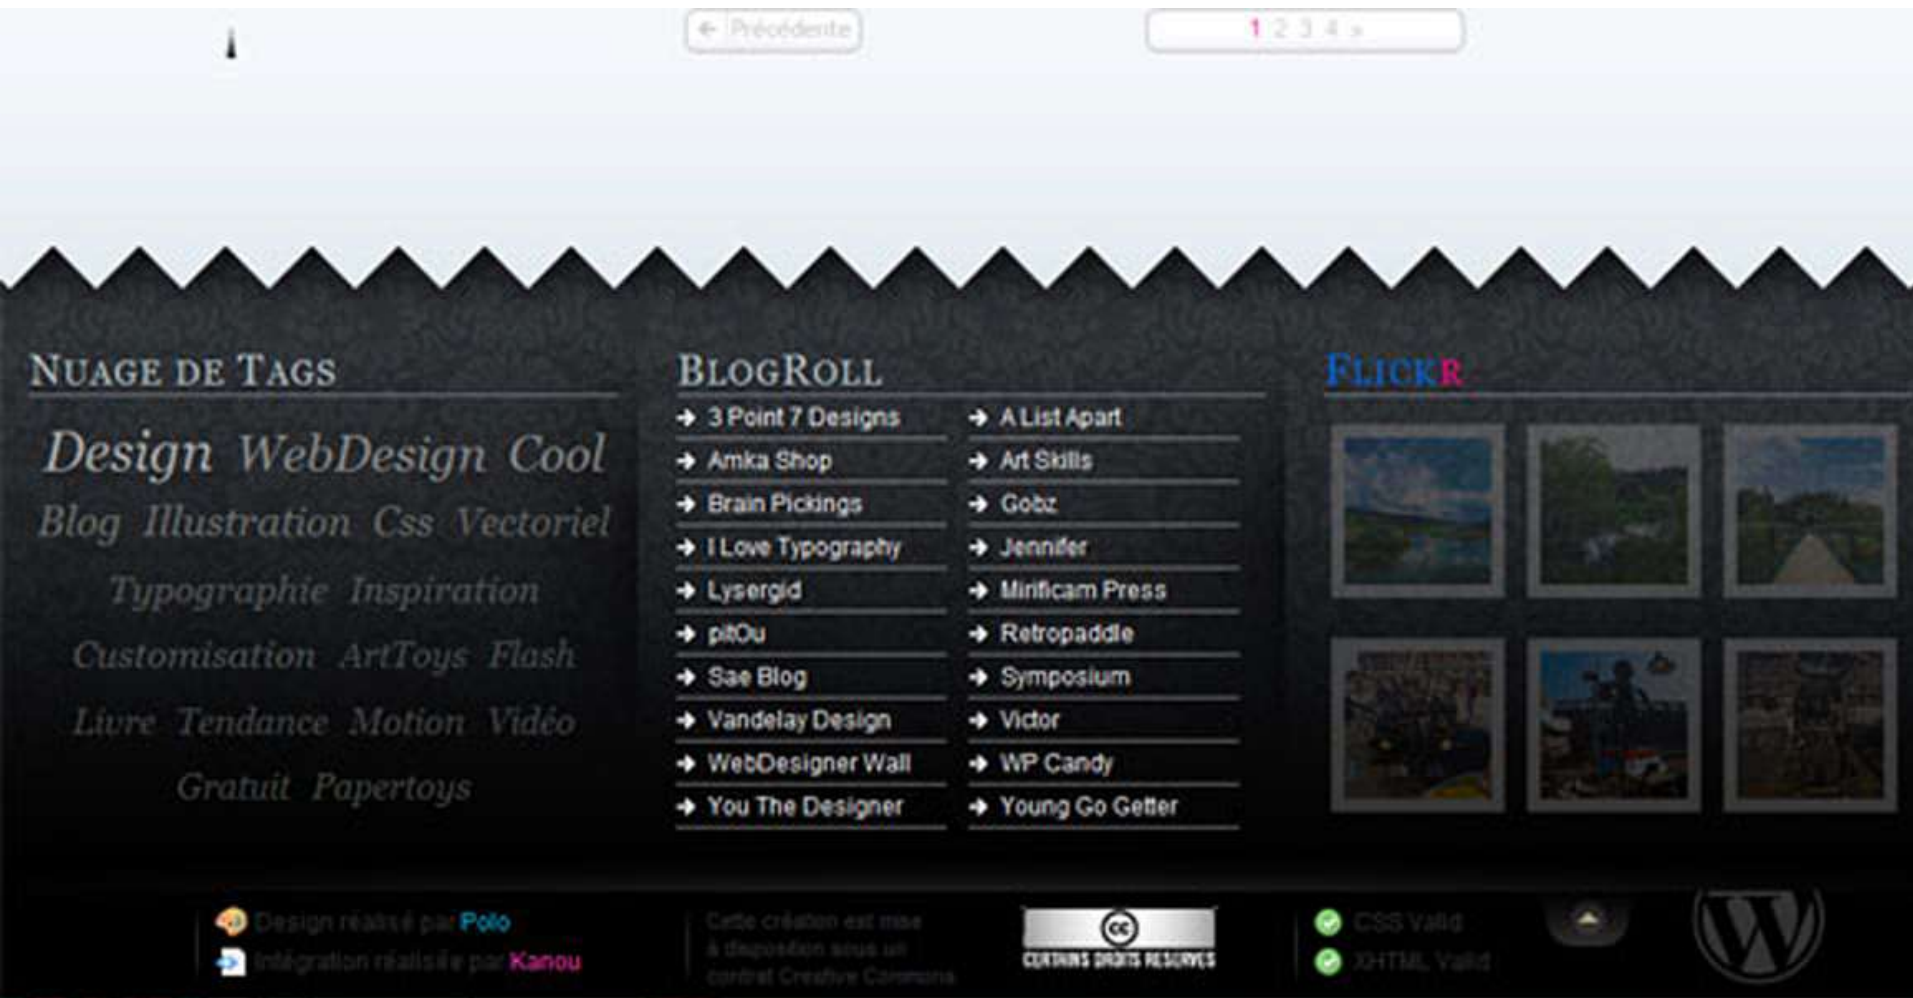 ← Précédente
1 2 3 4 »
Nuage de Tags
Design WebDesign Cool
Blog Illustration Css Vectoriel
Typographie Inspiration
Customisation ArtToys Flash
Livre Tendance Motion Vidéo
Gratuit Papertoys
BlogRoll
3 Point 7 Designs
Amka Shop
Brain Pickings
I Love Typography
Lysergid
pitOu
Sae Blog
Vandelay Design
WebDesigner Wall
You The Designer
A List Apart
Art Skills
Gobz
Jennifer
Mirificam Press
Retropaddle
Symposium
Victor
WP Candy
Young Go Getter
Flickr
Design réalisé par Polo
Intégration réalisée par Kanou
Cette création est mise
à disposition sous un
contrat Creative Commons
cc
CERTAINS DROITS RESERVES
CSS Valid
XHTML Valid
W